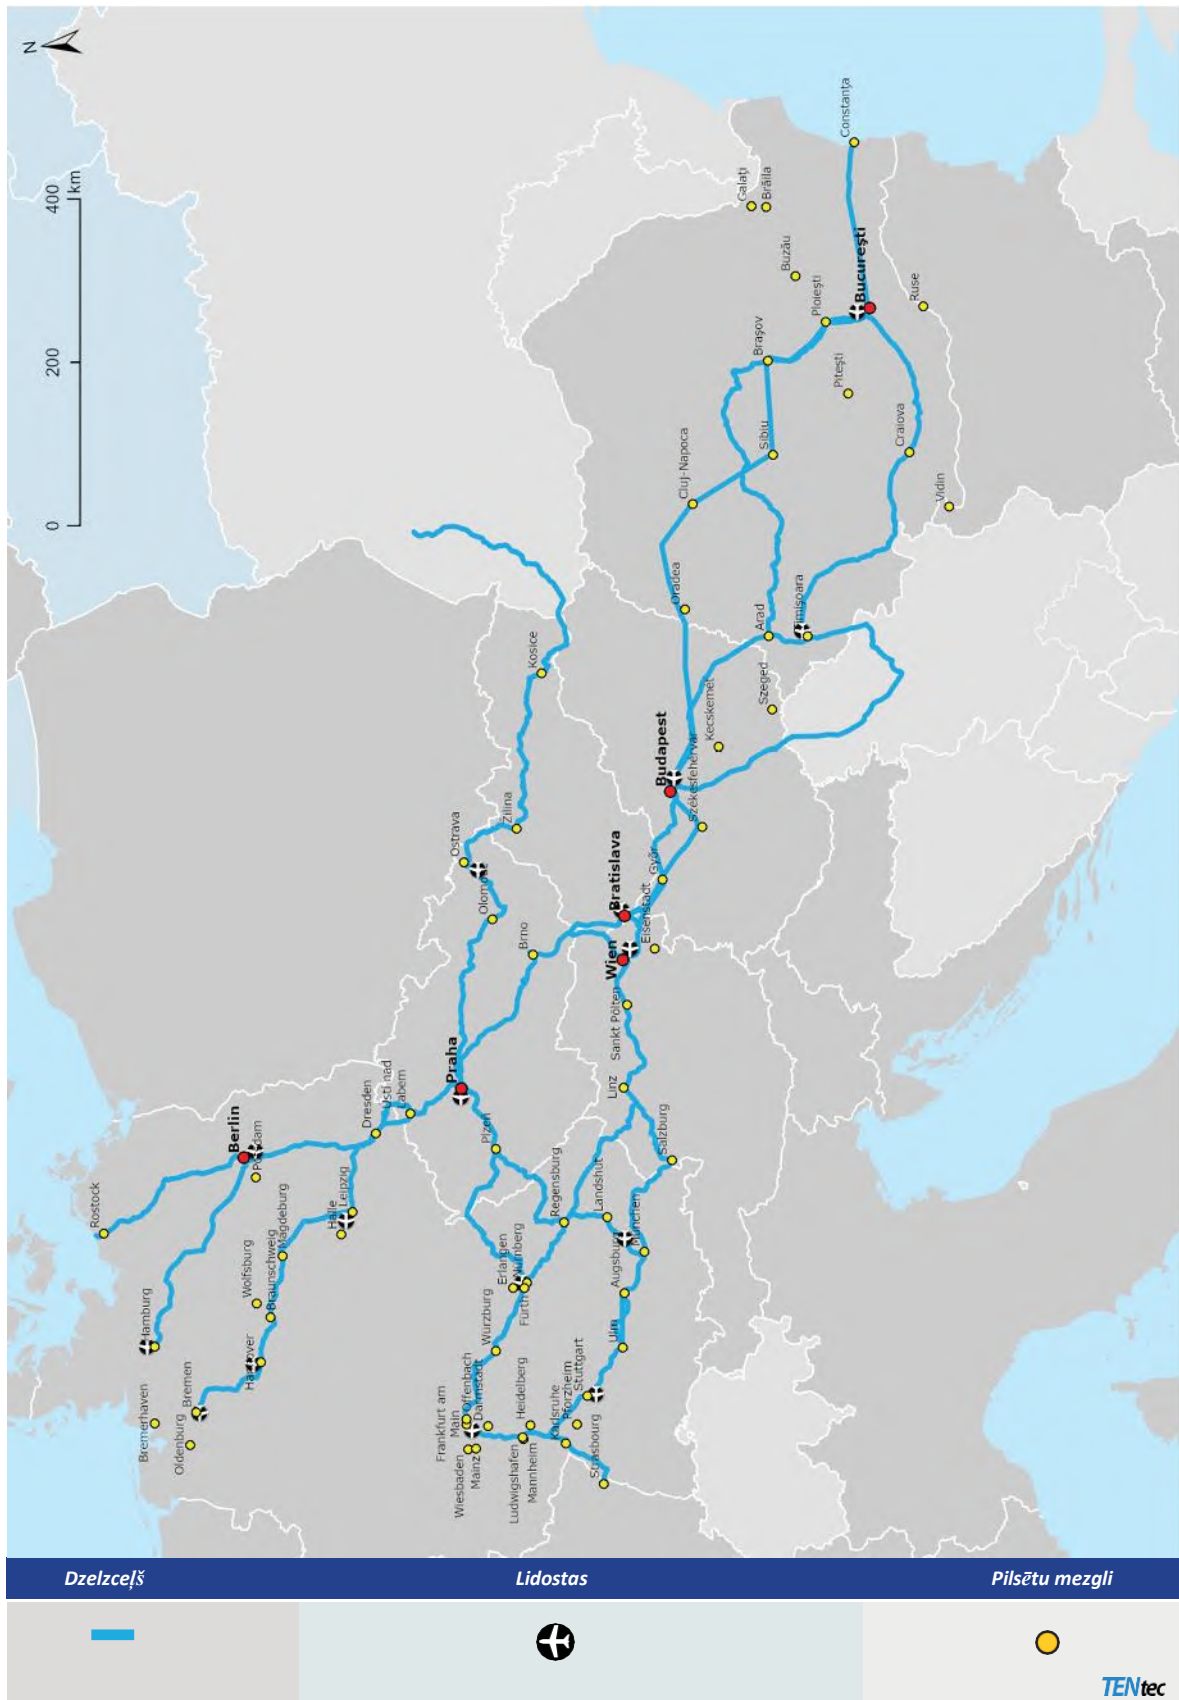 N
400
km
200
0
Constanța
Galați
Brăila
Buzău
București
Ploiești
Ruse
Brașov
Pitești
Craiova
Sibiu
Cluj-Napoca
Vidin
Oradea
Arad
Timișoara
Kosice
Szeged
Kecskemét
Budapest
Székesfehérvár
Zilina
Ostrava
Olomouc
Győr
Bratislava
Eisenstadt
Brno
Wien
Sankt Pölten
Praha
Linz
Dresden
Usti nad
Labem
Plzen
Salzburg
Berlin
Potsdam
Leipzig
Halle
Rostock
Magdeburg
Regensburg
Landshut
München
Wolfsburg
Braunschweig
Erlangen
Nürnberg
Fürth
Augsburg
Hamburg
Hannover
Würzburg
Ulm
Bremen
Bremerhaven
Oldenburg
Frankfurt am
Main
Offenbach
Darmstadt
Heidelberg
Stuttgart
Pforzheim
Karlsruhe
Wiesbaden
Mainz
Ludwigshafen
Mannheim
Strasbourg
Dzelzceļš
Lidostas
Pilsētu mezgli
TENtec